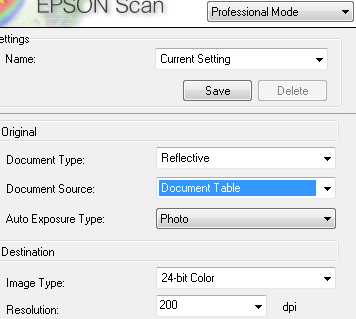 EPSON Scan
Professional Mode
ettings
Name: Current Setting
Save Delete
Original
Document Type: Reflective
Document Source: Document Table
Auto Exposure Type: Photo
Destination
Image Type: 24-bit Color
Resolution: 200 dpi